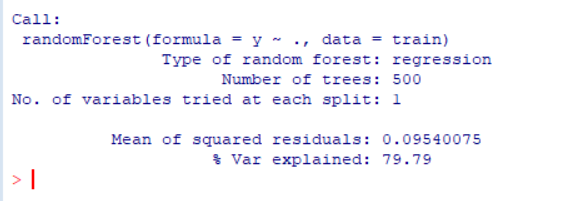 Call:
randomForest(formula = y ~ ., data = train)
Type of random forest: regression
Number of trees: 500
No. of variables tried at each split: 1
Mean of squared residuals: 0.09540075
% Var explained: 79.79
>